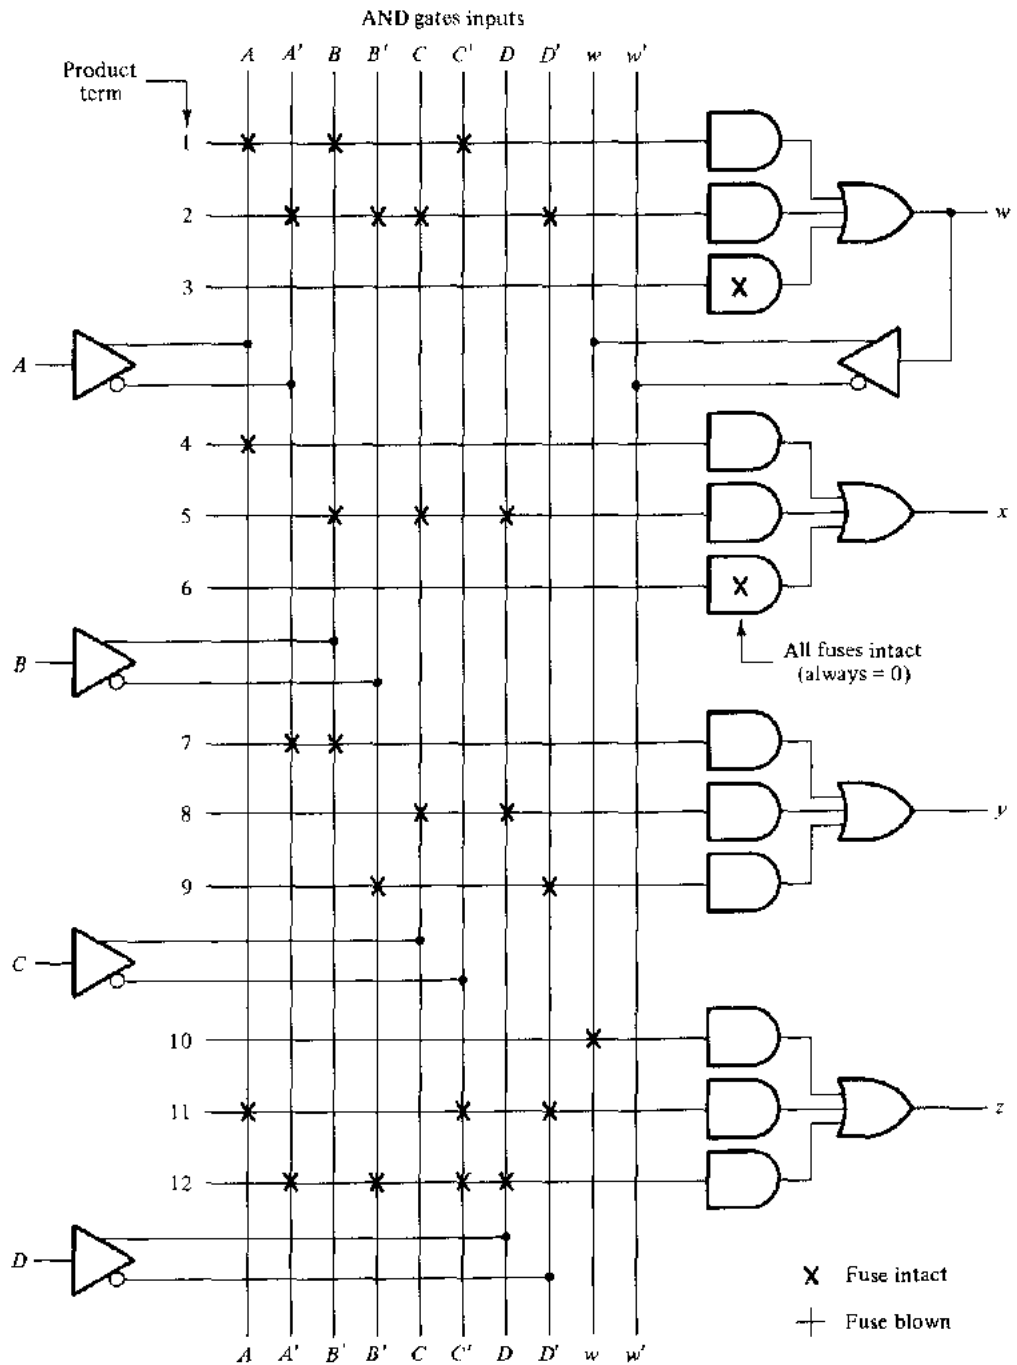 AND gates inputs
A A' B B' C C' D D' w w'
Product
term
1
w
2
3
A
4
5
x
6
B
All fuses intact
(always = 0)
7
8
y
9
C
10
11
z
12
D
X Fuse intact
Fuse blown
A A' B' B' C C' D D' w w'